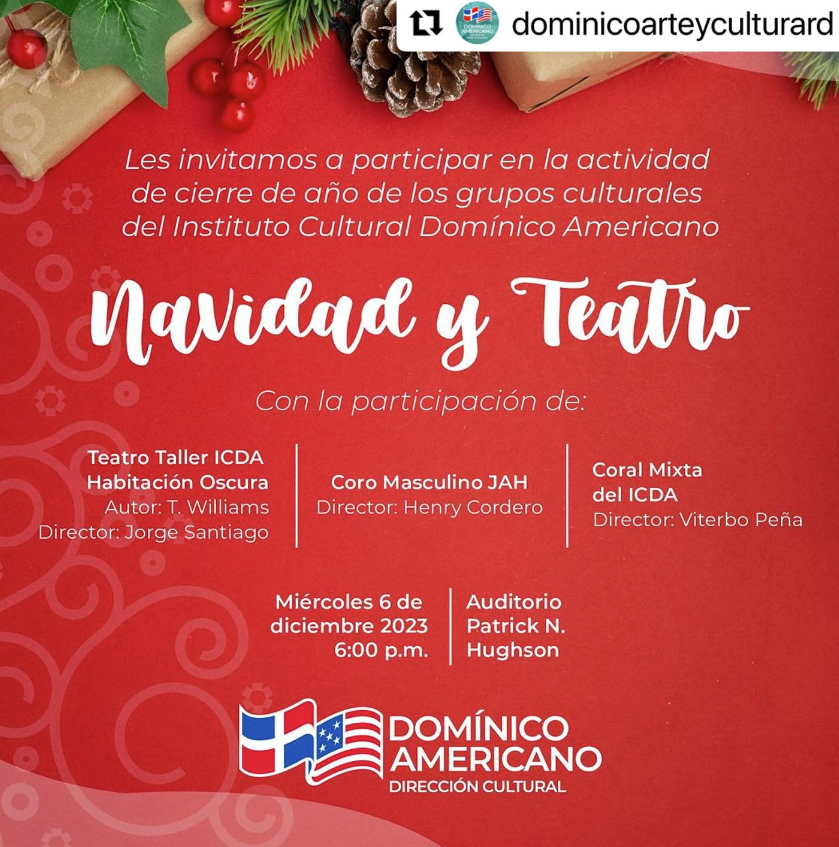 dominicoarteyculturard
Les invitamos a participar en la actividad
de cierre de año de los grupos culturales
del Instituto Cultural Domínico Americano
Navidad y Teatro
Con la participación de:
Teatro Taller ICDA
Habitación Oscura
Autor: T. Williams
Director: Jorge Santiago
Coro Masculino JAH
Director: Henry Cordero
Coral Mixta
del ICDA
Director: Viterbo Peña
Miércoles 6 de
diciembre 2023
6:00 p.m.
Auditorio
Patrick N.
Hughson
DOMÍNICO
AMERICANO
DIRECCIÓN CULTURAL